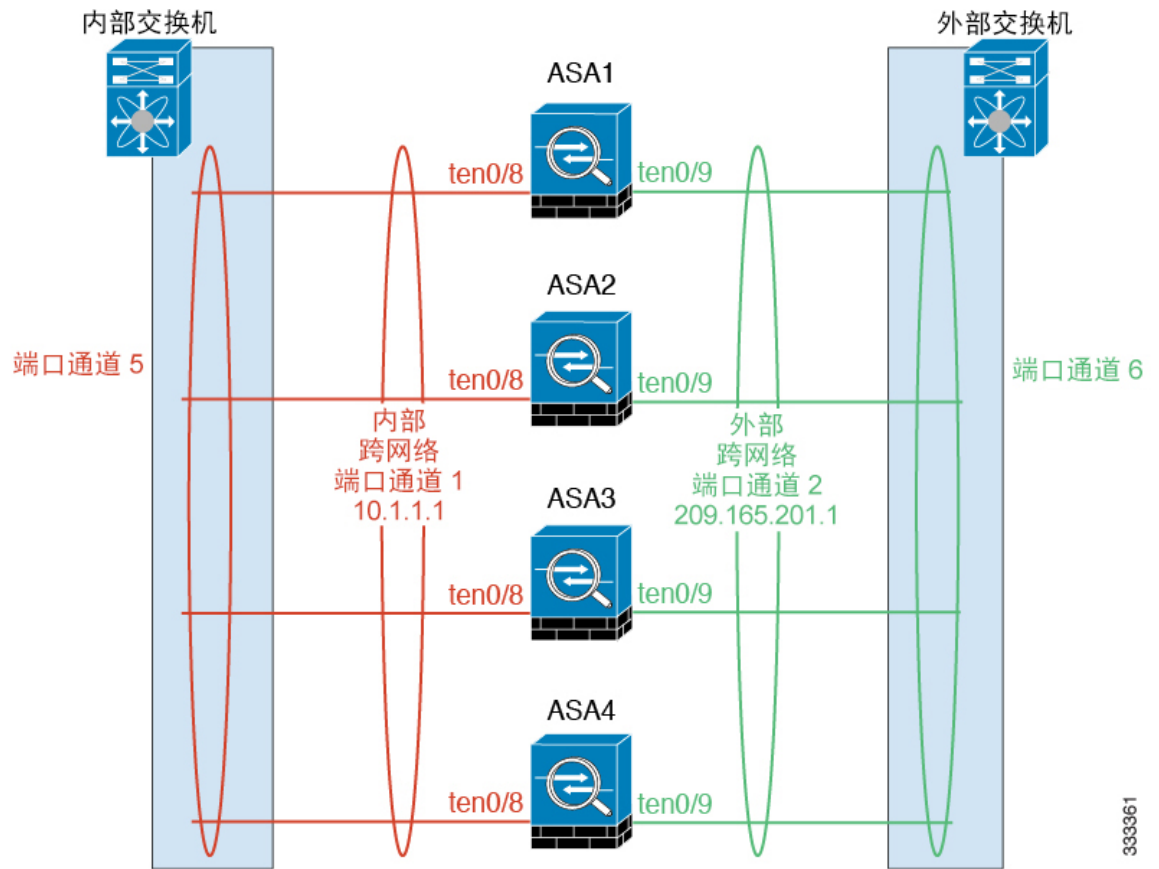 内部交换机
外部交换机
ASA1
ten0/8
ten0/9
ASA2
端口通道 5
ten0/8
ten0/9
端口通道 6
内部
跨网络
端口通道 1
10.1.1.1
外部
跨网络
端口通道 2
209.165.201.1
ASA3
ten0/8
ten0/9
ASA4
ten0/8
ten0/9
333361